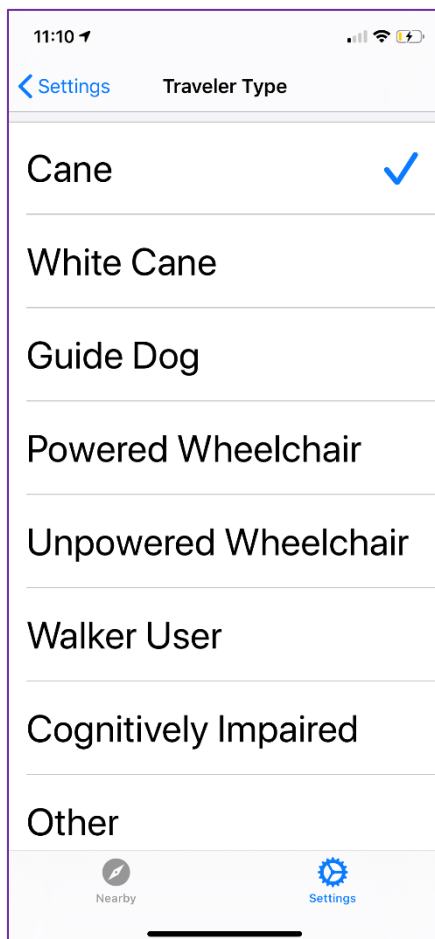 11:10
Settings Traveler Type
Cane
White Cane
Guide Dog
Powered Wheelchair
Unpowered Wheelchair
Walker User
Cognitively Impaired
Other
Nearby Settings